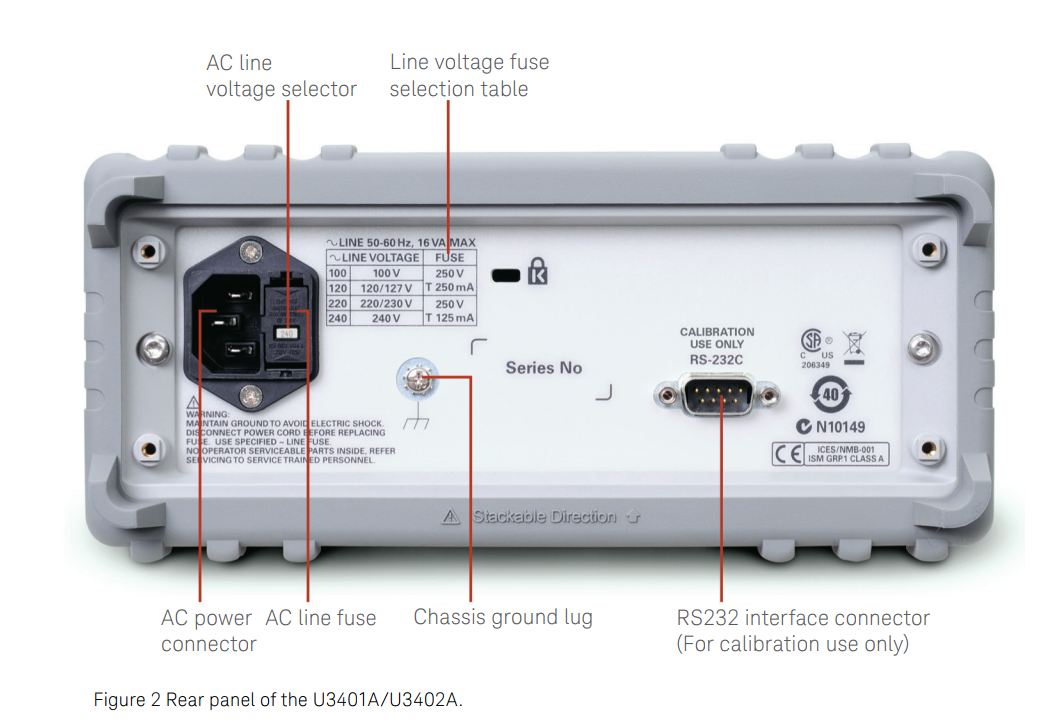 AC line
voltage selector
Line voltage fuse
selection table
∿LINE 50-60 Hz, 16 VA MAX
∿LINE VOLTAGE FUSE
100 100 V 250 V
120 120/127 V T 250 mA
220 220/230 V 250 V
240 240 V T 125 mA
K
240
CALIBRATION
USE ONLY
RS-232C
Series No
SA ®
C US
206349
40
N10149
WARNING:
MAINTAIN GROUND TO AVOID ELECTRIC SHOCK.
DISCONNECT POWER CORD BEFORE REPLACING
FUSE. USE SPECIFIED – LINE FUSE.
NO OPERATOR SERVICEABLE PARTS INSIDE, REFER
SERVICING TO SERVICE TRAINED PERSONNEL.
CE ICES/NMB-001
ISM GRP.1 CLASS A
Stackable Direction
AC power
connector
AC line fuse
Chassis ground lug
RS232 interface connector
(For calibration use only)
Figure 2 Rear panel of the U3401A/U3402A.